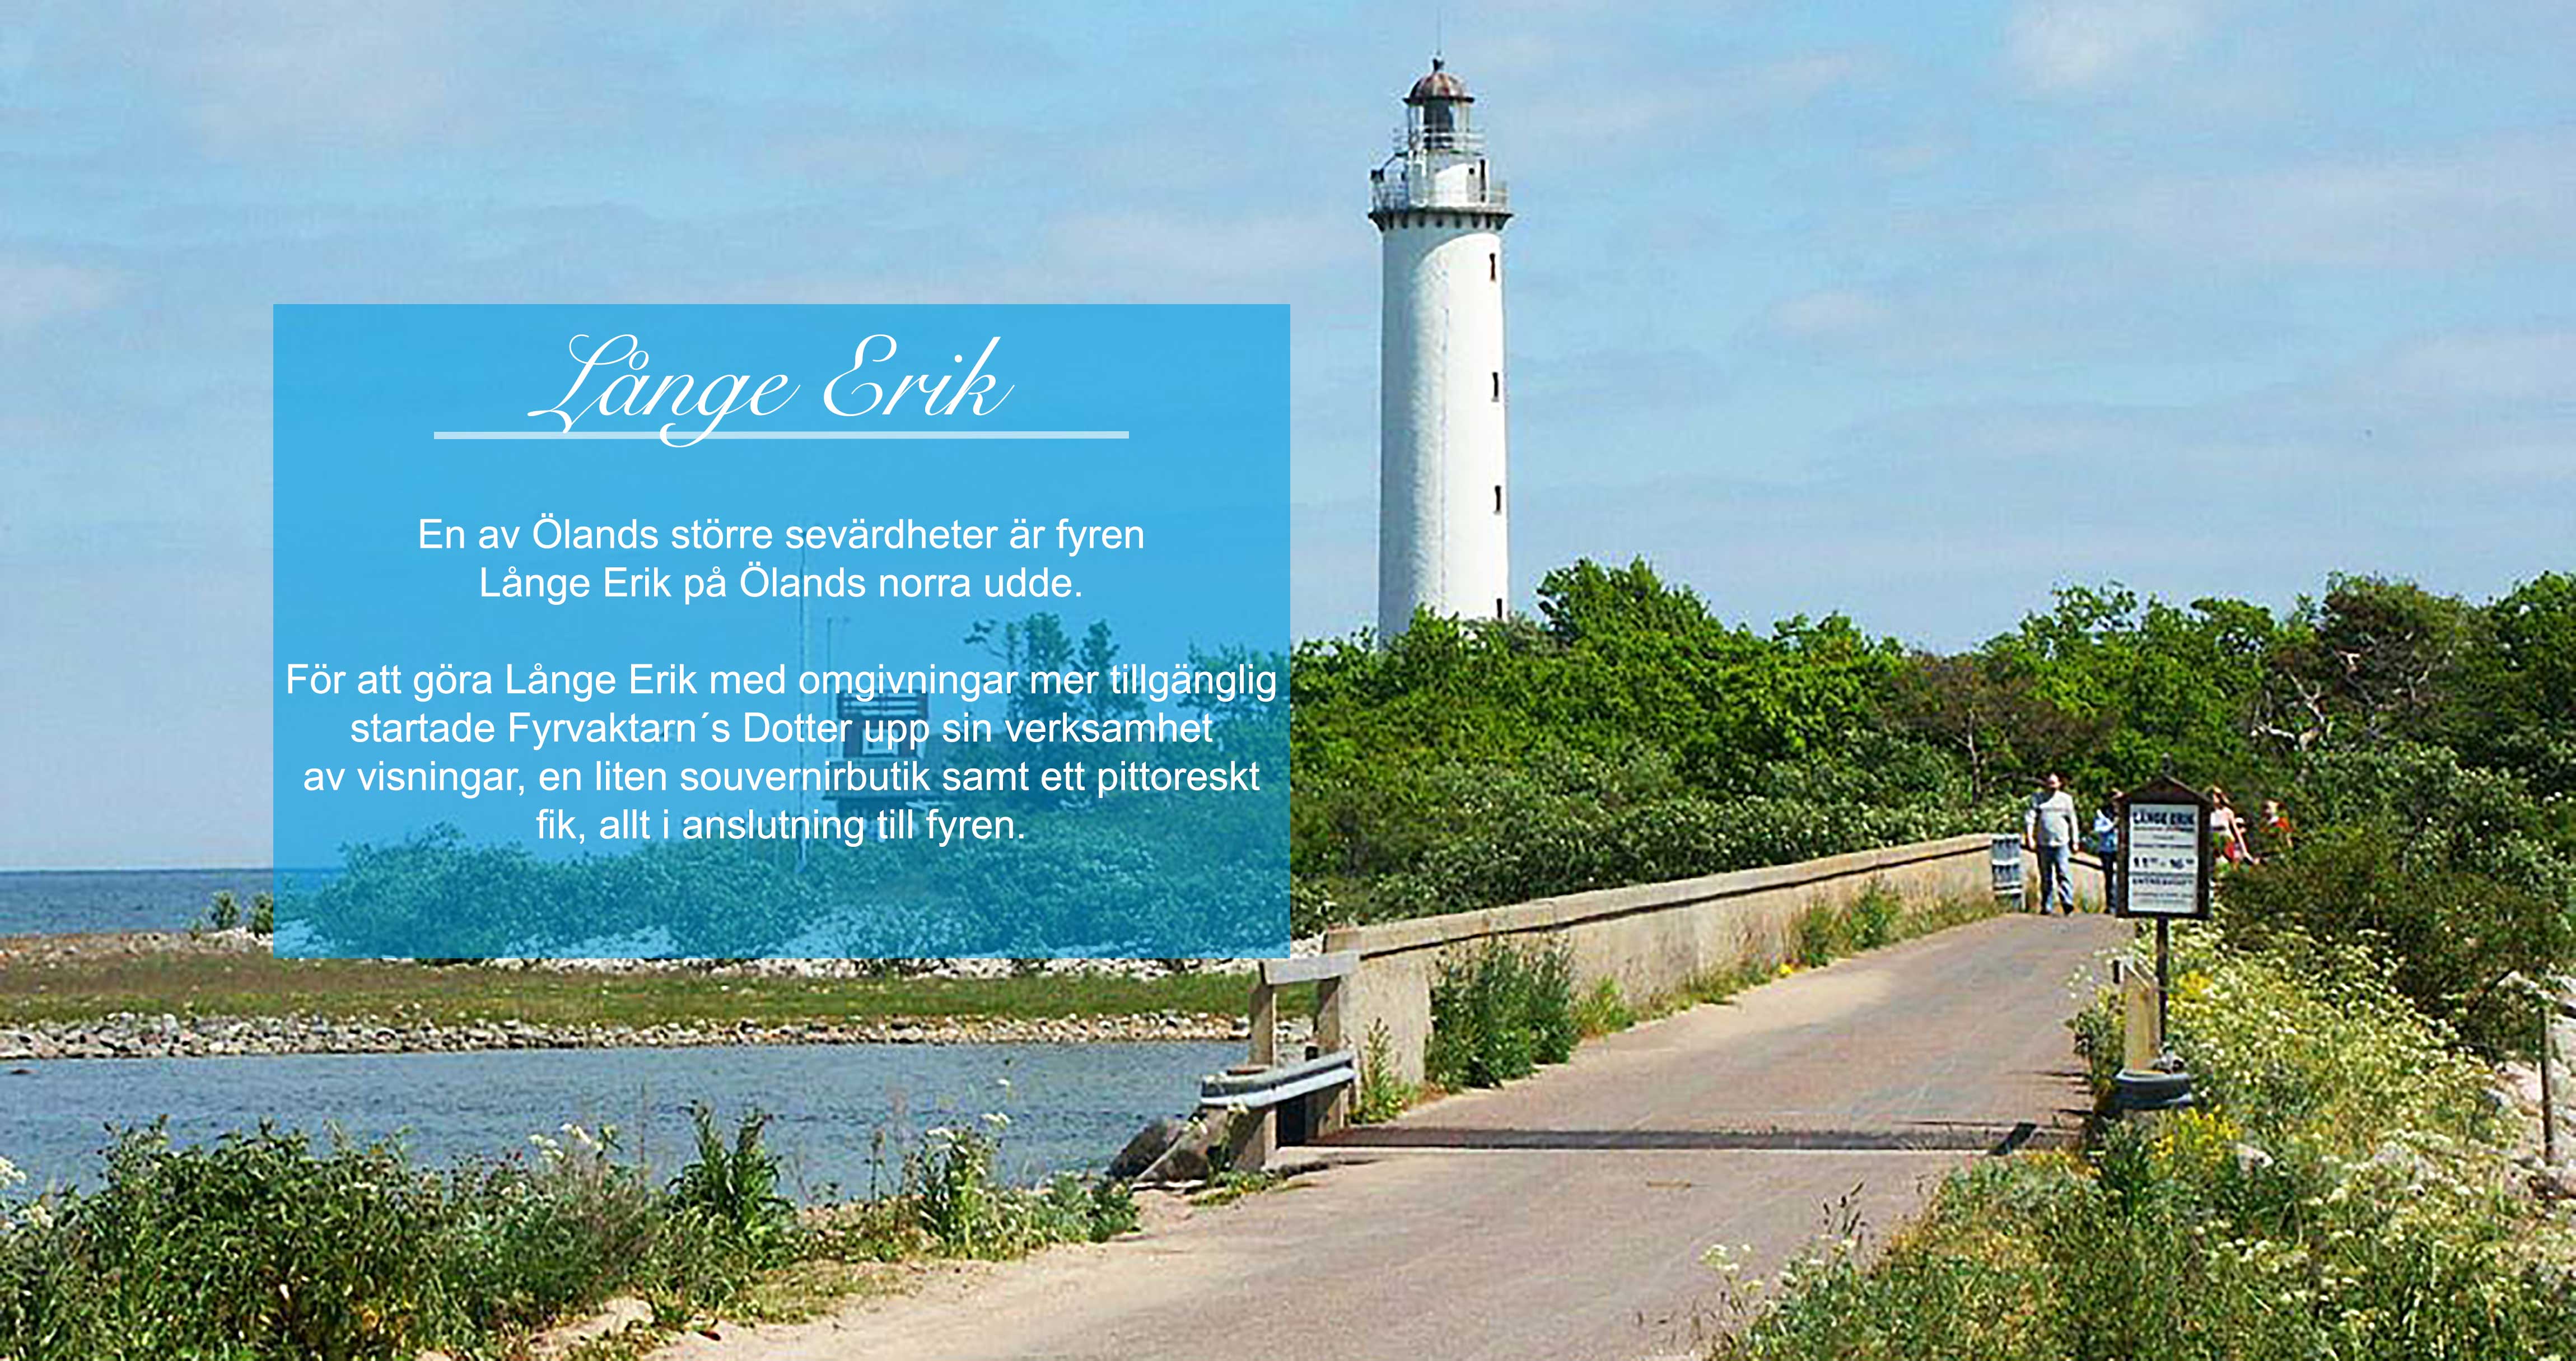 Långe Erik
En av Ölands större sevärdheter är fyren
Långe Erik på Ölands norra udde.
För att göra Långe Erik med omgivningar mer tillgänglig
startade Fyrvaktarn´s Dotter upp sin verksamhet
av visningar, en liten souvernirbutik samt ett pittoreskt
fik, allt i anslutning till fyren.
LÅNGE ERIK